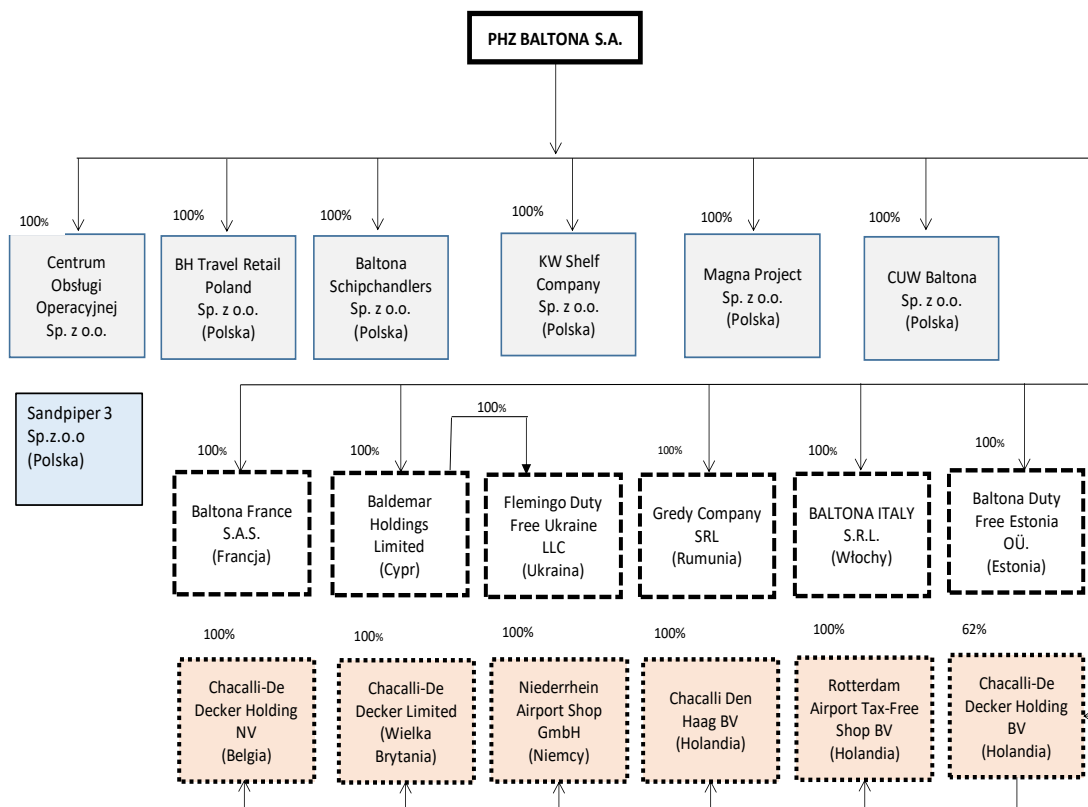 PHZ BALTONA S.A.
100%
100%
100%
100%
100%
100%
Centrum
Obsługi
Operacyjnej
Sp. z o.o.
BH Travel Retail
Poland
Sp. z o.o.
(Polska)
Baltona
Schipchandlers
Sp. z o.o.
(Polska)
KW Shelf
Company
Sp. z o.o.
(Polska)
Magna Project
Sp. z o.o.
(Polska)
CUW Baltona
Sp. z o.o.
(Polska)
Sandpiper 3
Sp.z.o.o
(Polska)
100%
100%
100%
100%
100%
100%
Baltona France
S.A.S.
(Francja)
Baldemar
Holdings
Limited
(Cypr)
Flemingo Duty
Free Ukraine
LLC
(Ukraina)
Gredy Company
SRL
(Rumunia)
BALTONA ITALY
S.R.L.
(Włochy)
Baltona Duty
Free Estonia
OÜ.
(Estonia)
100%
100%
100%
100%
100%
62%
Chacalli-De
Decker Holding
NV
(Belgia)
Chacalli-De
Decker Limited
(Wielka
Brytania)
Niederrhein
Airport Shop
GmbH
(Niemcy)
Chacalli Den
Haag BV
(Holandia)
Rotterdam
Airport Tax-Free
Shop BV
(Holandia)
Chacalli-De
Decker Holding
BV
(Holandia)